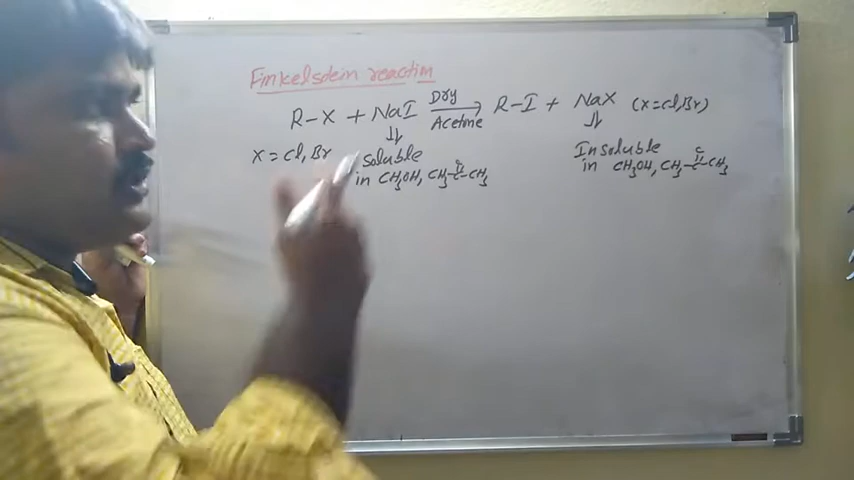 Finkelstein reaction
R-X + NaI Dry Acetone → R-I + NaX (X=Cl,Br)
X = Cl, Br
soluble
in CH3OH, CH3-C-CH3
Insoluble
in CH3OH, CH3-C-CH3